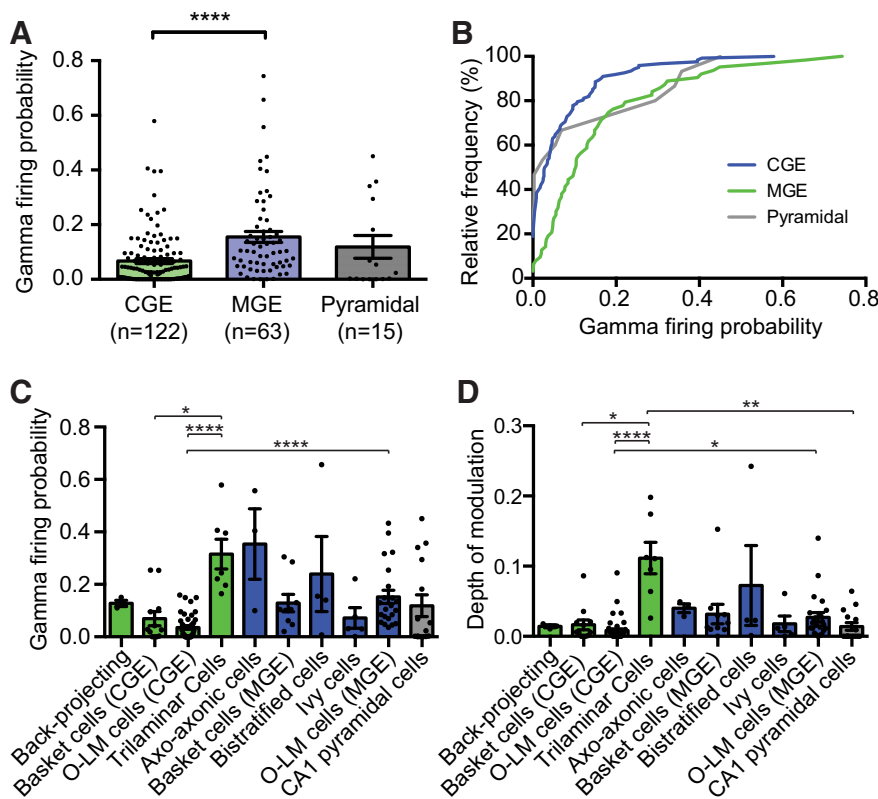 A
****
Gamma firing probability
0.8
0.6
0.4
0.2
0.0
CGE
(n=122)
MGE
(n=63)
Pyramidal
(n=15)
B
Relative frequency (%)
100
80
60
40
20
0
CGE
MGE
Pyramidal
0.0
0.2
0.4
0.6
0.8
Gamma firing probability
C
Gamma firing probability
0.8
0.6
0.4
0.2
0.0
*
****
****
Back-projecting
Basket cells (CGE)
O-LM cells (CGE)
Trilaminar Cells
Axo-axonic cells
Basket cells (MGE)
Bistratified cells
Ivy cells
O-LM cells (MGE)
CA1 pyramidal cells
D
Depth of modulation
0.3
0.2
0.1
0.0
*
**
****
*
Back-projecting
Basket cells (CGE)
O-LM cells (CGE)
Trilaminar Cells
Axo-axonic cells
Basket cells (MGE)
Bistratified cells
Ivy cells
O-LM cells (MGE)
CA1 pyramidal cells